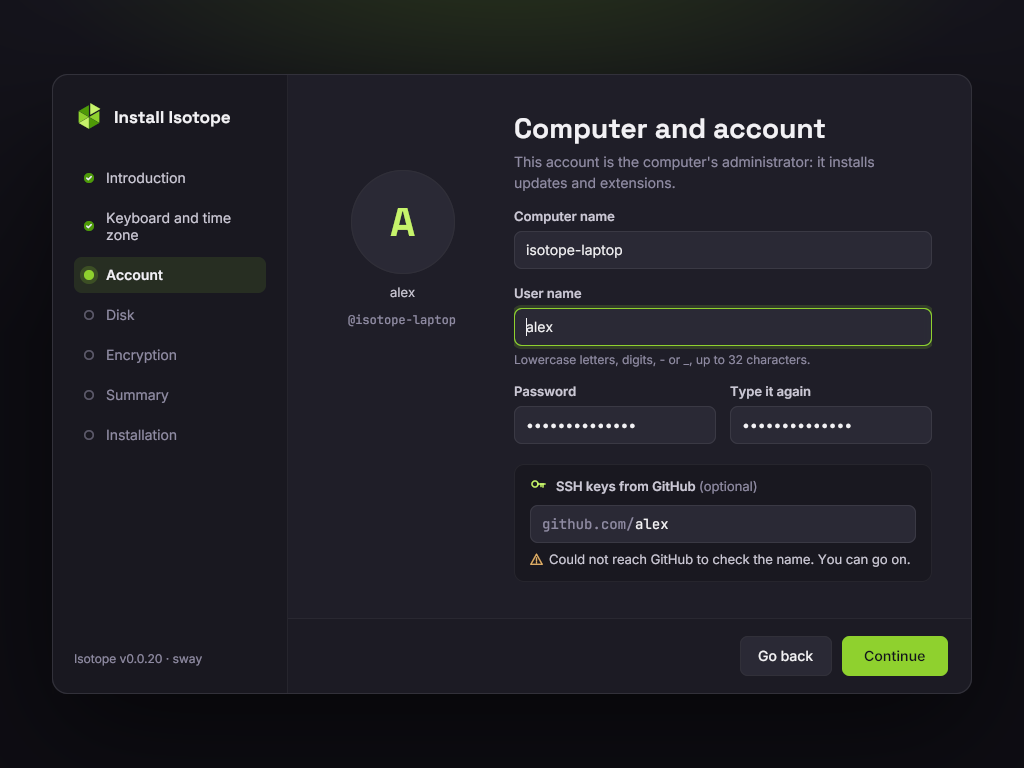 Install Isotope
Introduction
Keyboard and time
zone
Account
Disk
Encryption
Summary
Installation
Isotope v0.0.20 · sway
A
alex
@isotope-laptop
Computer and account
This account is the computer's administrator: it installs
updates and extensions.
Computer name
isotope-laptop
User name
alex
Lowercase letters, digits, - or _, up to 32 characters.
Password
Type it again
••••••••••••••
••••••••••••••
SSH keys from GitHub (optional)
github.com/alex
Could not reach GitHub to check the name. You can go on.
Go back
Continue